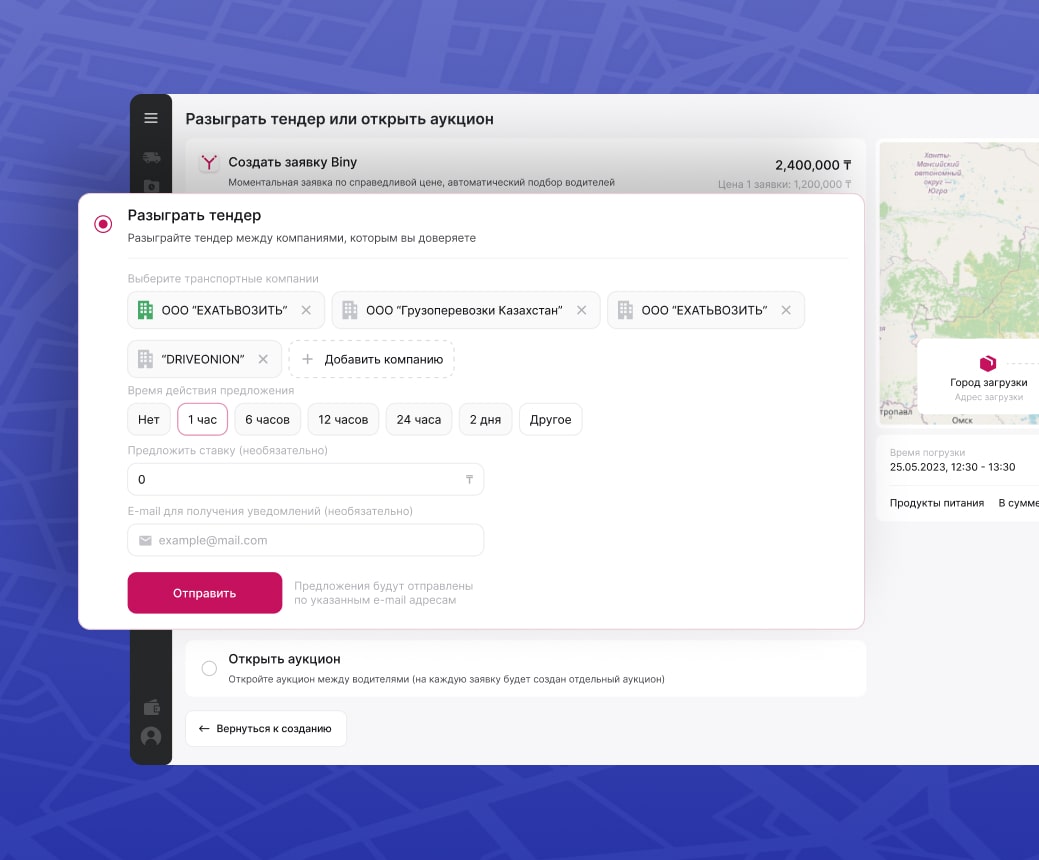 Разыграть тендер или открыть аукцион
Создать заявку Biny
2,400,000 ₸
Моментальная заявка по справедливой цене, автоматический подбор водителей
Цена 1 заявки: 1,200,000 ₸
Разыграть тендер
Разыграйте тендер между компаниями, которым вы доверяете
Выберите транспортные компании
ООО “ЕХАТЬВОЗИТЬ”
ООО “Грузоперевозки Казахстан”
ООО “ЕХАТЬВОЗИТЬ”
“DRIVEONION”
Добавить компанию
Время действия предложения
Нет
1 час
6 часов
12 часов
24 часа
2 дня
Другое
Предложить ставку (необязательно)
0 ₸
E-mail для получения уведомлений (необязательно)
example@mail.com
Отправить
Предложения будут отправлены
по указанным e-mail адресам
Открыть аукцион
Откройте аукцион между водителями (на каждую заявку будет создан отдельный аукцион)
Вернуться к созданию
Ханты-
Мансийский
автономный
округ —
Югра
Город загрузки
Адрес загрузки
тропавл
Омск
Время погрузки
25.05.2023, 12:30 - 13:30
Продукты питания
В сумме